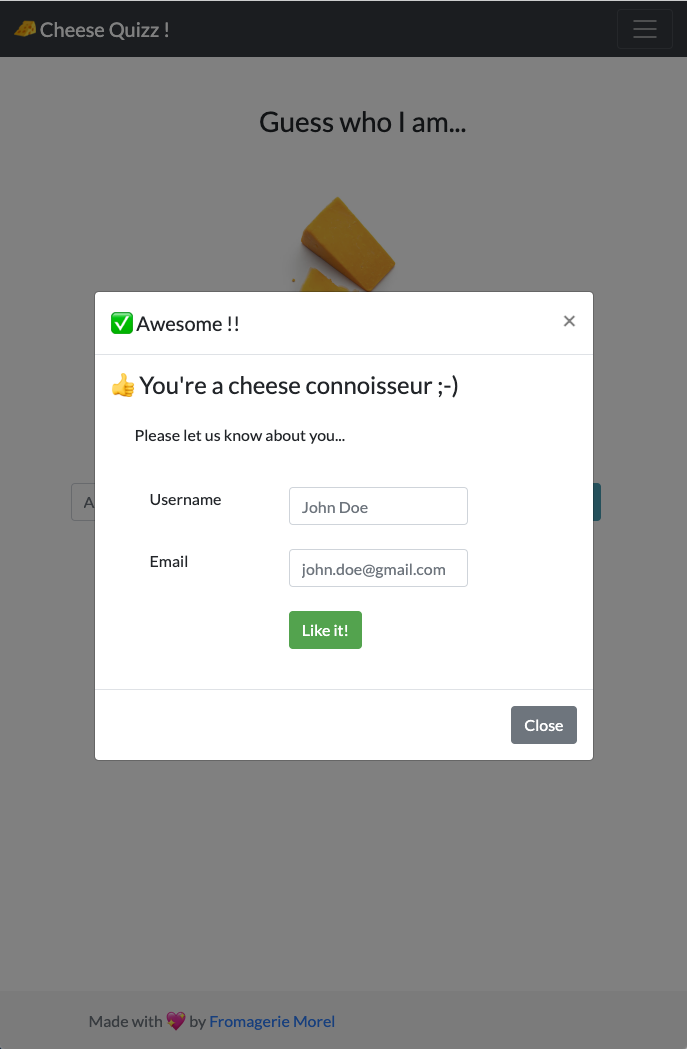 Cheese Quizz !
Guess who I am...
Awesome !!
×
You're a cheese connoisseur ;-)
Please let us know about you...
Username
John Doe
Email
john.doe@gmail.com
Like it!
Close
Made with 💖 by Fromagerie Morel